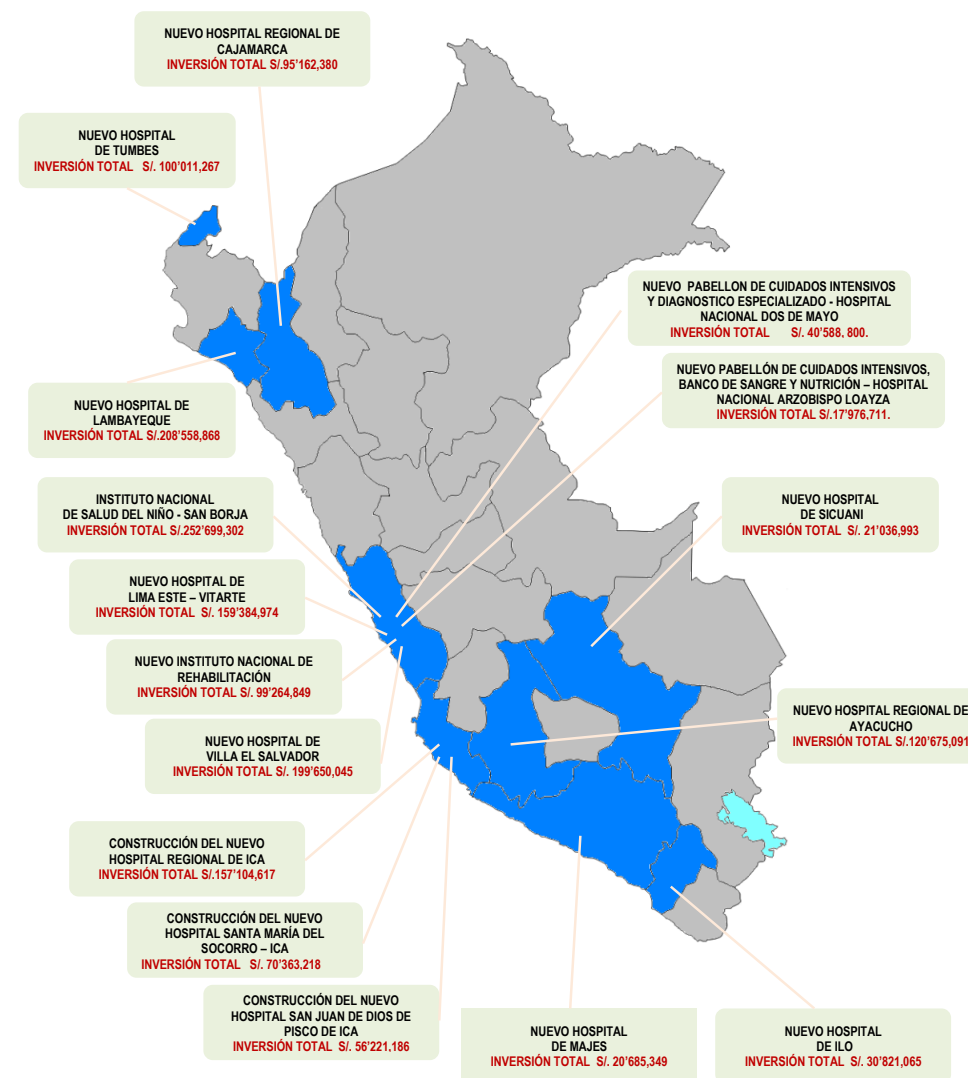 NUEVO HOSPITAL REGIONAL DE
CAJAMARCA
INVERSIÓN TOTAL S/.95'162,380
NUEVO HOSPITAL
DE TUMBES
INVERSIÓN TOTAL S/. 100'011,267
NUEVO PABELLON DE CUIDADOS INTENSIVOS
Y DIAGNOSTICO ESPECIALIZADO - HOSPITAL
NACIONAL DOS DE MAYO
INVERSIÓN TOTAL S/. 40'588, 800.
NUEVO PABELLÓN DE CUIDADOS INTENSIVOS,
BANCO DE SANGRE Y NUTRICIÓN – HOSPITAL
NACIONAL ARZOBISPO LOAYZA
INVERSIÓN TOTAL S/.17'976,711.
NUEVO HOSPITAL DE
LAMBAYEQUE
INVERSIÓN TOTAL S/.208'558,868
INSTITUTO NACIONAL
DE SALUD DEL NIÑO - SAN BORJA
INVERSIÓN TOTAL S/.252'699,302
NUEVO HOSPITAL
DE SICUANI
INVERSIÓN TOTAL S/. 21'036,993
NUEVO HOSPITAL DE
LIMA ESTE – VITARTE
INVERSIÓN TOTAL S/. 159'384,974
NUEVO INSTITUTO NACIONAL DE
REHABILITACIÓN
INVERSIÓN TOTAL S/. 99'264,849
NUEVO HOSPITAL REGIONAL DE
AYACUCHO
INVERSIÓN TOTAL S/.120'675,091
NUEVO HOSPITAL DE
VILLA EL SALVADOR
INVERSIÓN TOTAL S/. 199'650,045
CONSTRUCCIÓN DEL NUEVO
HOSPITAL REGIONAL DE ICA
INVERSIÓN TOTAL S/.157'104,617
CONSTRUCCIÓN DEL NUEVO
HOSPITAL SANTA MARÍA DEL
SOCORRO – ICA
INVERSIÓN TOTAL S/. 70'363,218
CONSTRUCCIÓN DEL NUEVO
HOSPITAL SAN JUAN DE DIOS DE
PISCO DE ICA
INVERSIÓN TOTAL S/. 56'221,186
NUEVO HOSPITAL
DE MAJES
INVERSIÓN TOTAL S/. 20'685,349
NUEVO HOSPITAL
DE ILO
INVERSIÓN TOTAL S/. 30'821,065